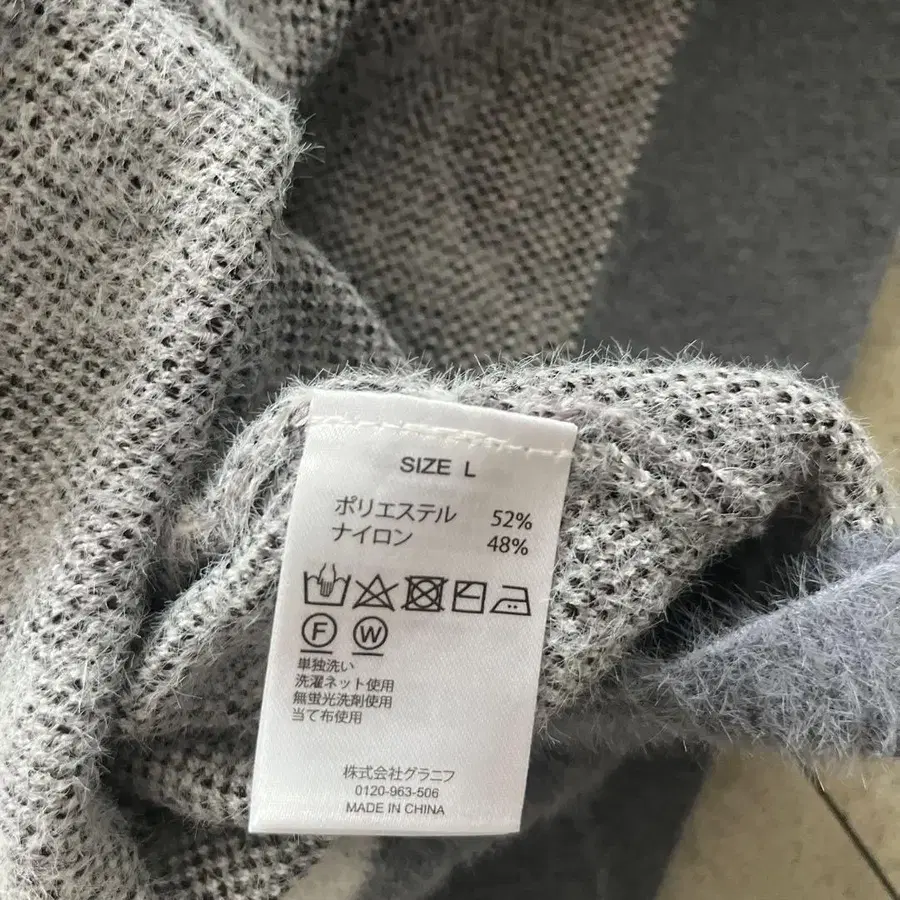 SIZE L
ポリエステル 52%
ナイロン 48%
F W
単独洗い
洗濯ネット使用
無蛍光洗剤使用
当て布使用
株式会社グラニフ
0120-963-506
MADE IN CHINA